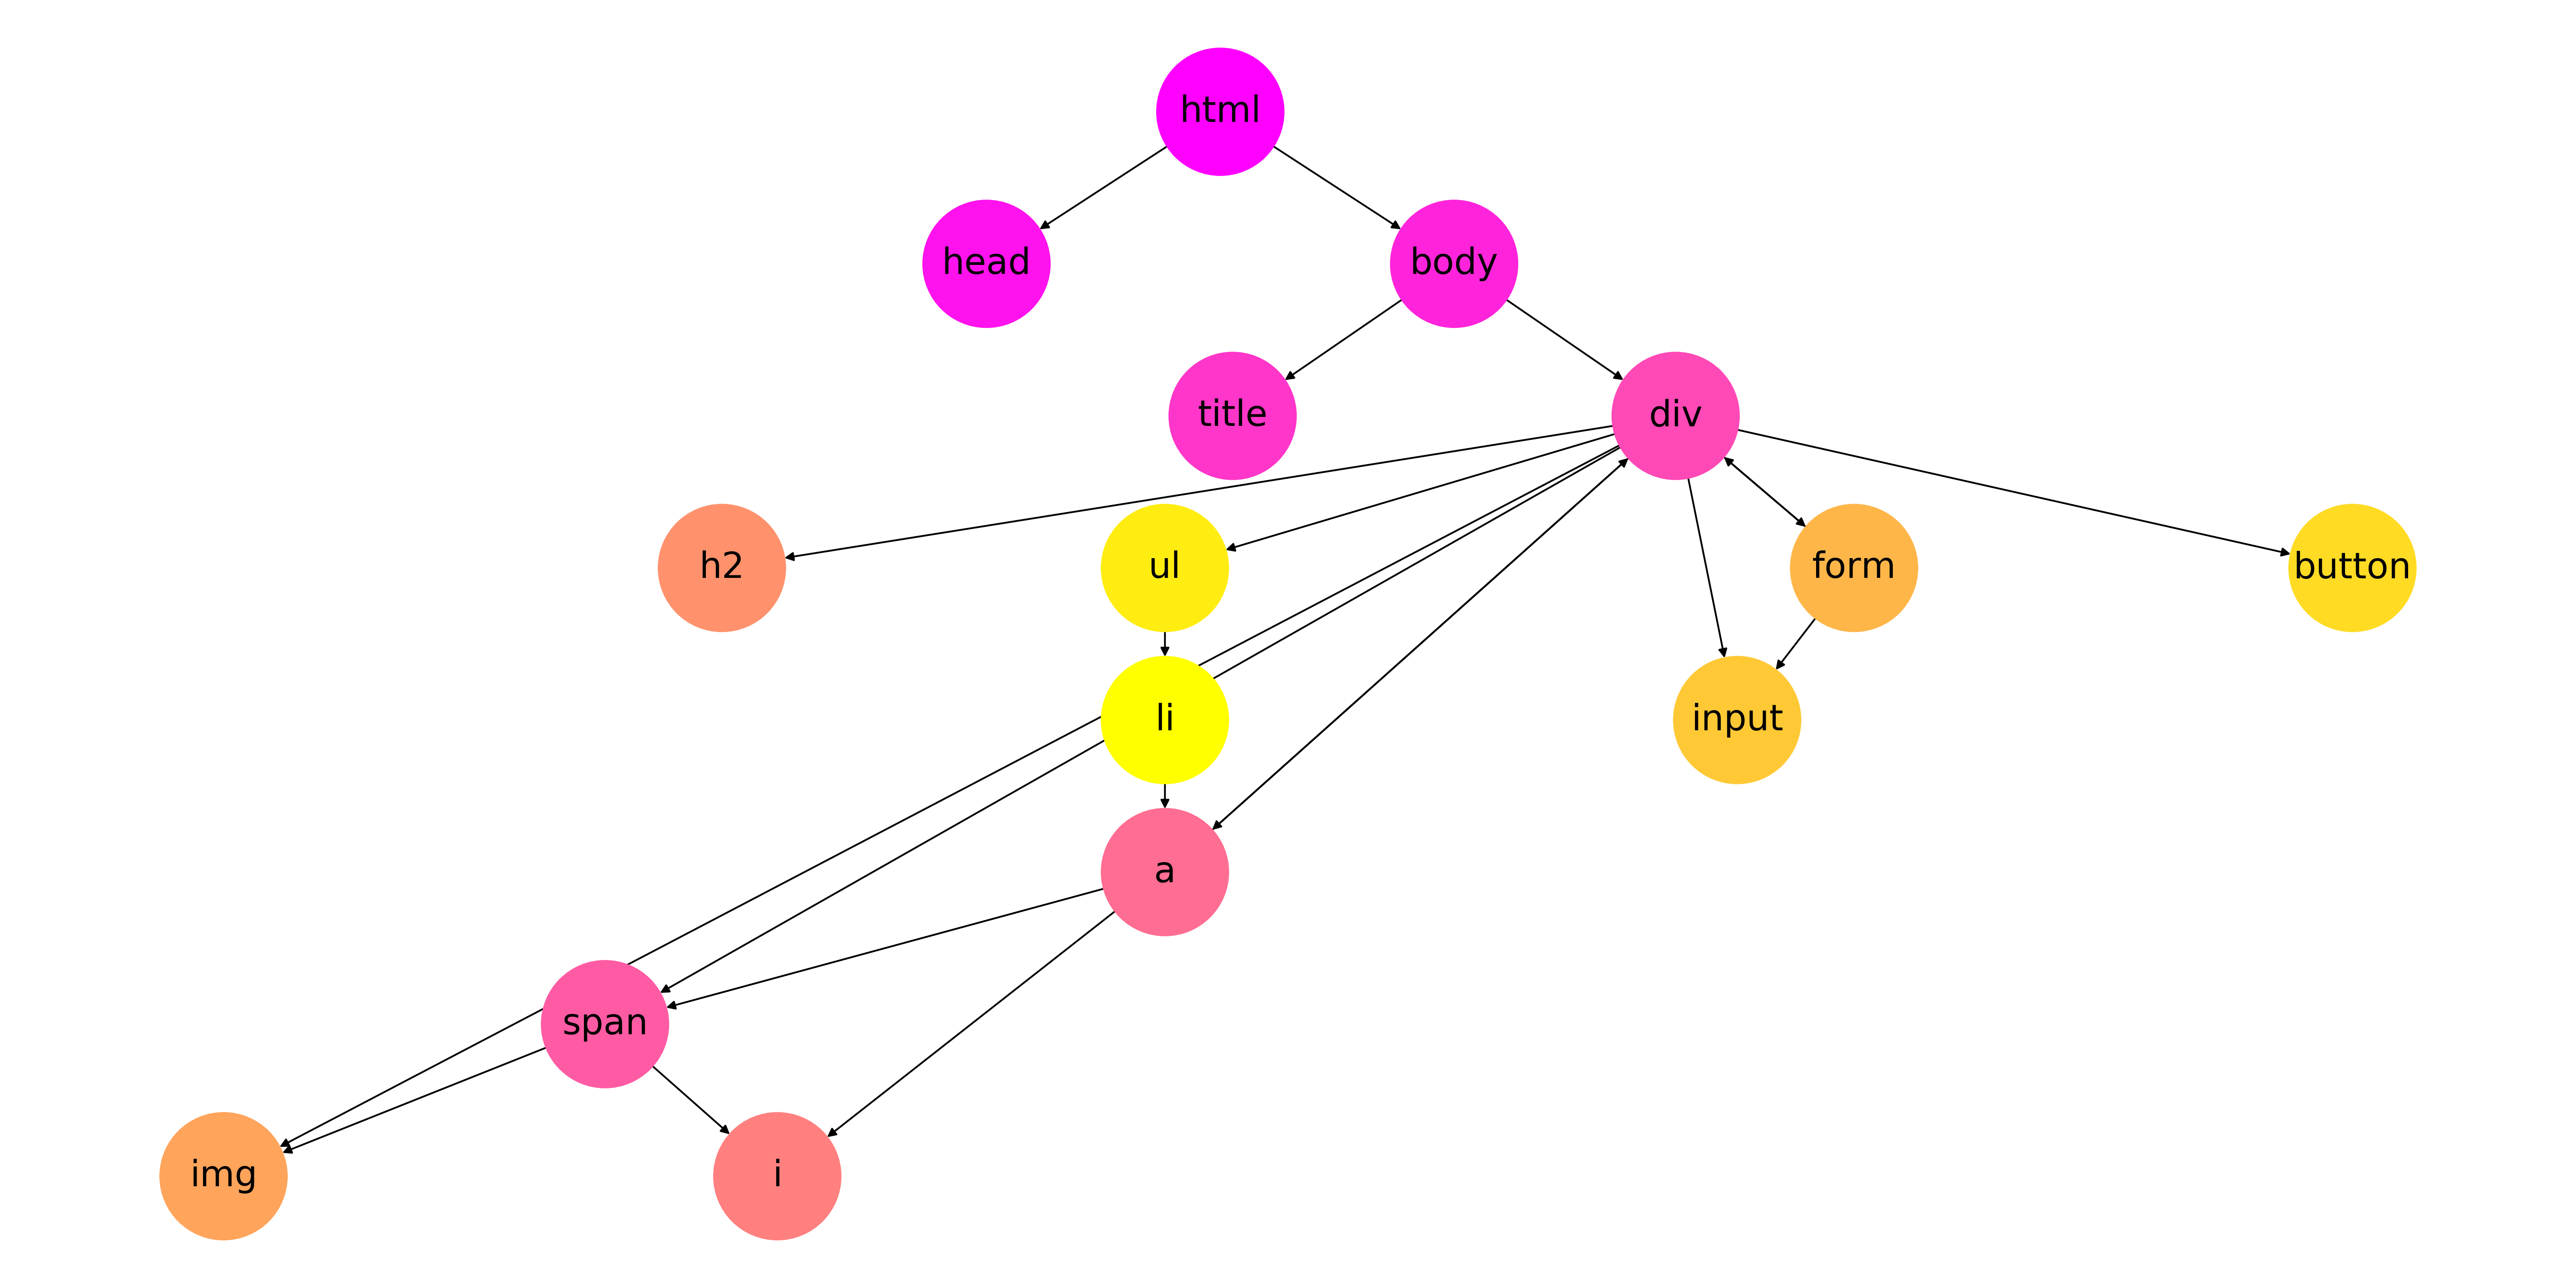 html
head
body
title
div
h2
ul
form
button
li
input
a
span
img
i